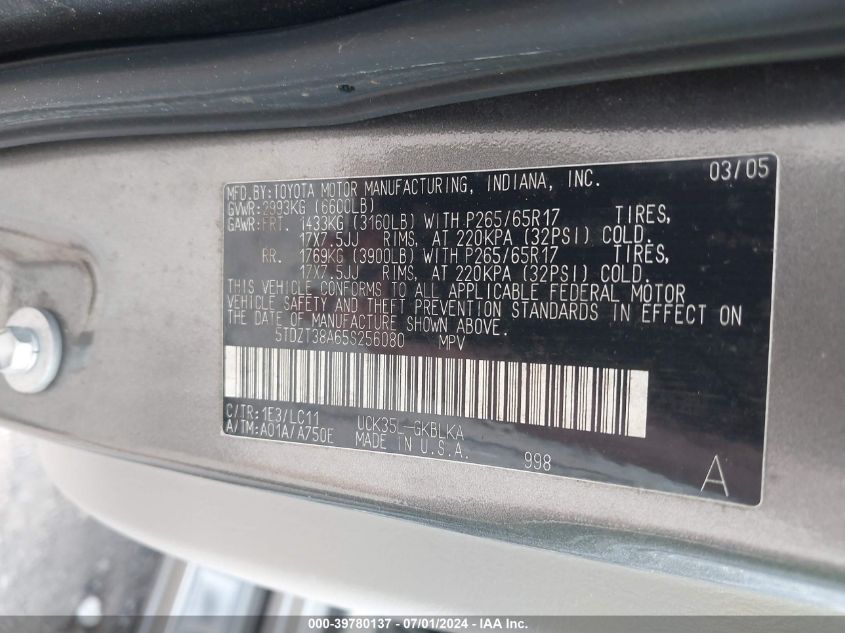 03/05
MFD.BY:TOYOTA MOTOR MANUFACTURING, INDIANA, INC.
GVWR:2993KG (6600LB)
GAWR:FRT. 1433KG (3160LB) WITH P265/65R17 TIRES,
17X7.5JJ RIMS, AT 220KPA (32PSI) COLD.
RR. 1769KG (3900LB) WITH P265/65R17 TIRES,
17X7.5JJ RIMS, AT 220KPA (32PSI) COLD.
THIS VEHICLE CONFORMS TO ALL APPLICABLE FEDERAL MOTOR
VEHICLE SAFETY AND THEFT PREVENTION STANDARDS IN EFFECT ON
THE DATE OF MANUFACTURE SHOWN ABOVE.
5TDZT38A65S256080 MPV
C/TR:1E3/LC11 UCK35L-GKBLKA
A/TM:A01A/A750E MADE IN U.S.A.
998
A
000-39780137 - 07/01/2024 - IAA Inc.